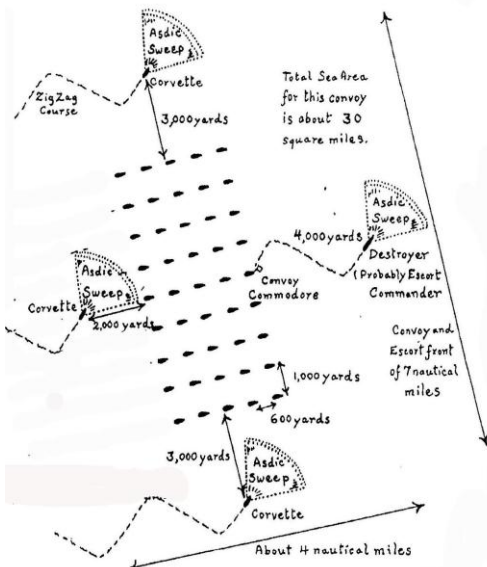 Asdic
Sweep
Corvette
ZigZag
Course
3,000 yards
Total Sea Area
for this convoy
is about 30
square miles.
Asdic
Sweep
4,000 yards
Destroyer
(Probably Escort
Commander
Convoy
Commodore
Asdic
Sweep
Corvette
2,000 yards
Convoy and
Escort front
of 7 nautical
miles
1,000 yards
600 yards
3,000 yards
Asdic
Sweep
Corvette
About 4 nautical miles